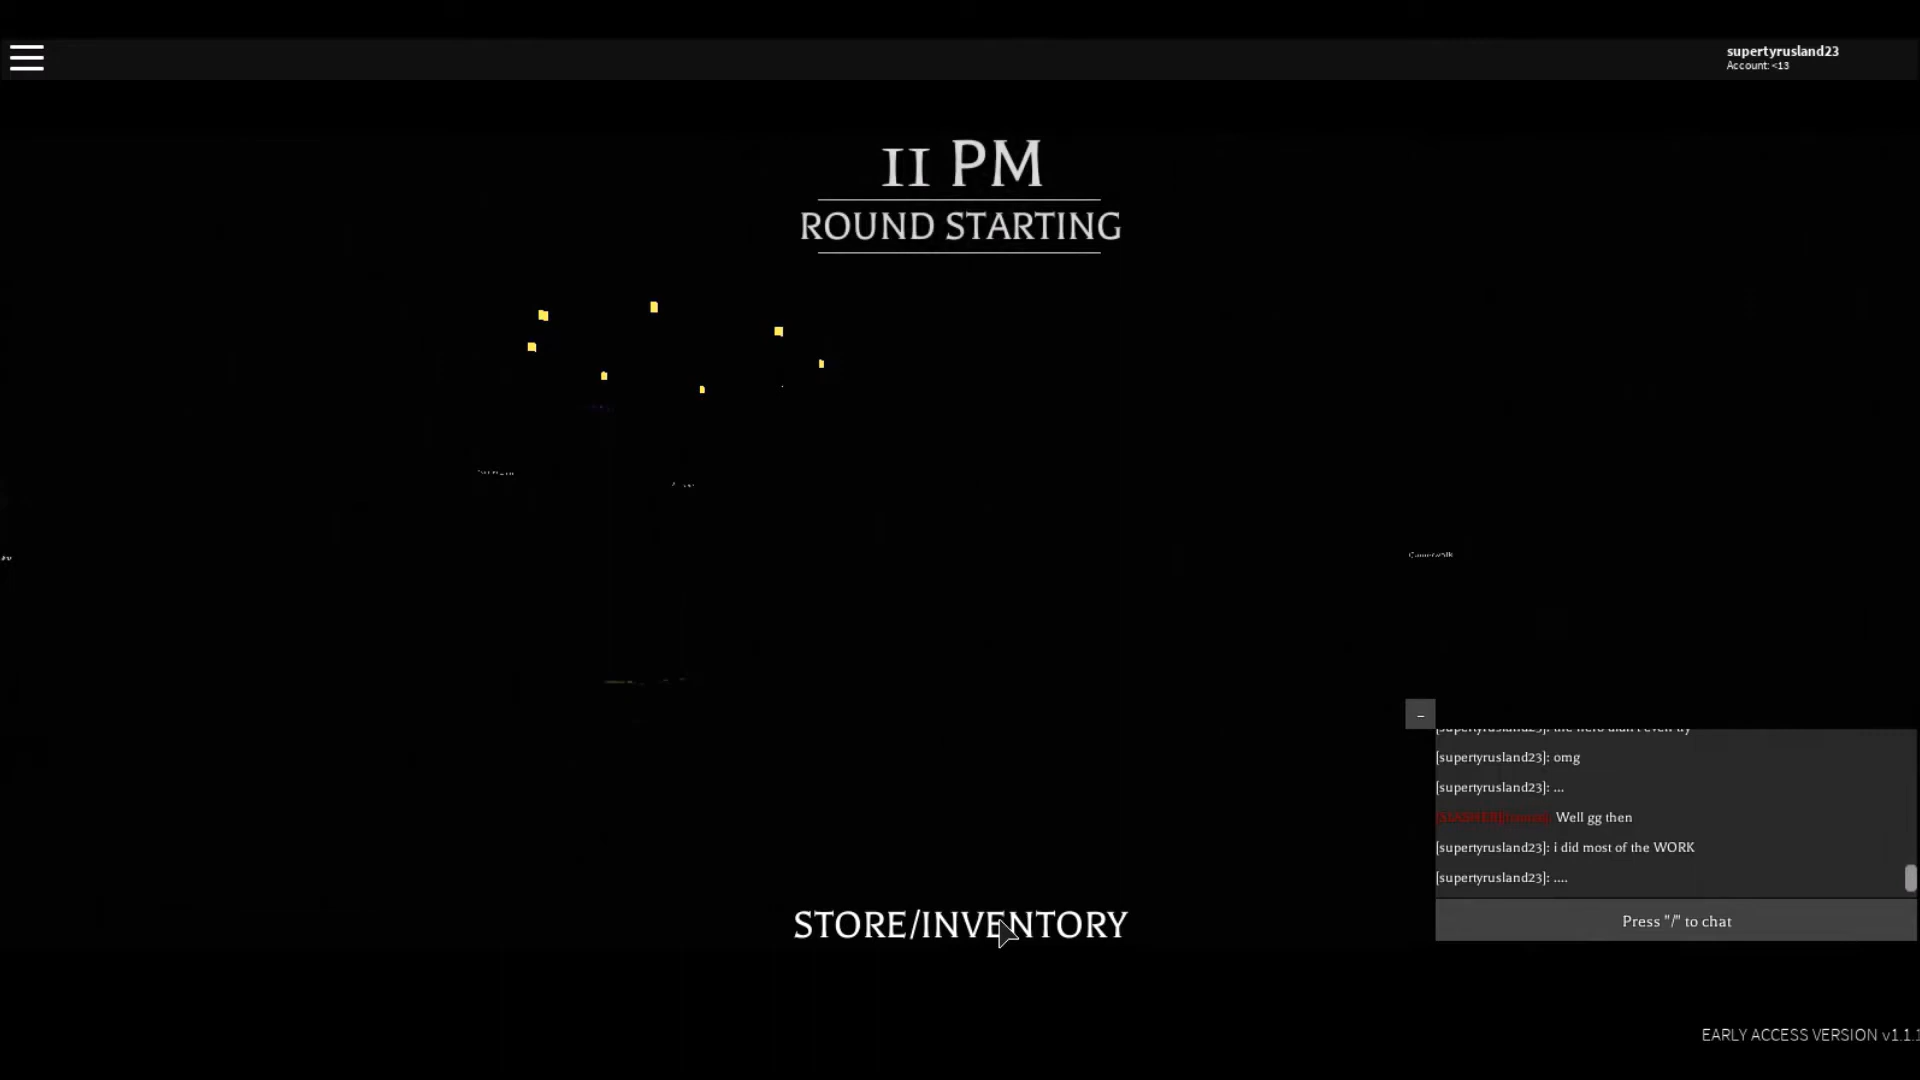 supertyrusland23
Account: <13
11 PM
ROUND STARTING
[supertyrusland23]: omg
[supertyrusland23]: ...
Well gg then
[supertyrusland23]: i did most of the WORK
[supertyrusland23]: ....
–
STORE/INVENTORY
Press "/" to chat
EARLY ACCESS VERSION v1.1.1